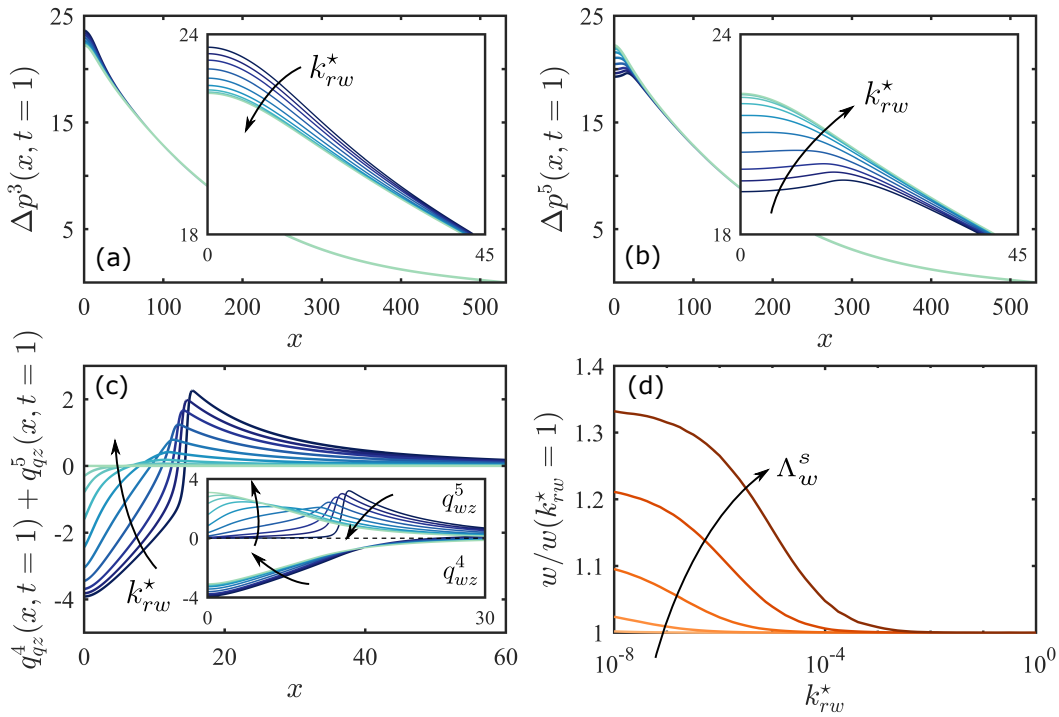 25
15
5
Δp³(x, t = 1)
24
18
0
45
k*rw
(a)
0 100 200 300 400 500
x
25
15
5
Δp⁵(x, t = 1)
24
18
0
45
k*rw
(b)
0 100 200 300 400 500
x
2
0
-2
-4
q⁴qz(x, t = 1) + q⁵qz(x, t = 1)
(c)
k*rw
4
0
-4
q⁵wz
q⁴wz
0
30
0 20 40 60
x
1.4
1.3
1.2
1.1
1
w/w(k*rw = 1)
(d)
Λˢw
10⁻⁸ 10⁻⁴ 10⁰
k*rw